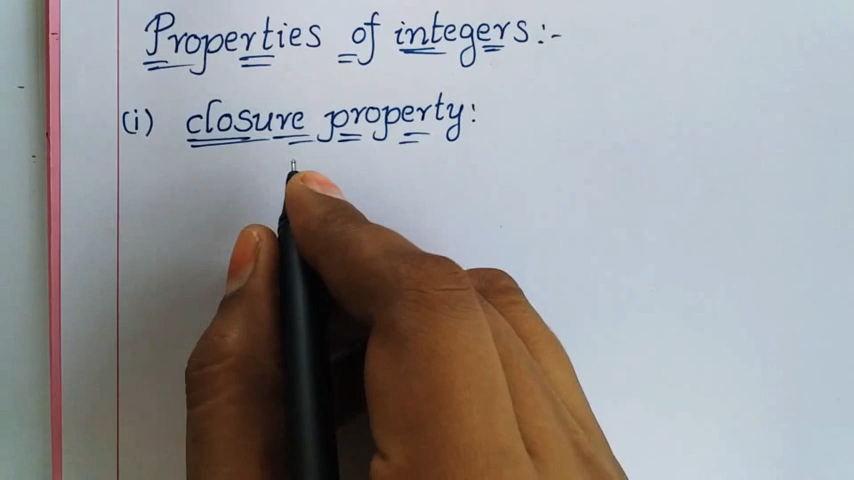 Properties of integers :-
(i) closure property: